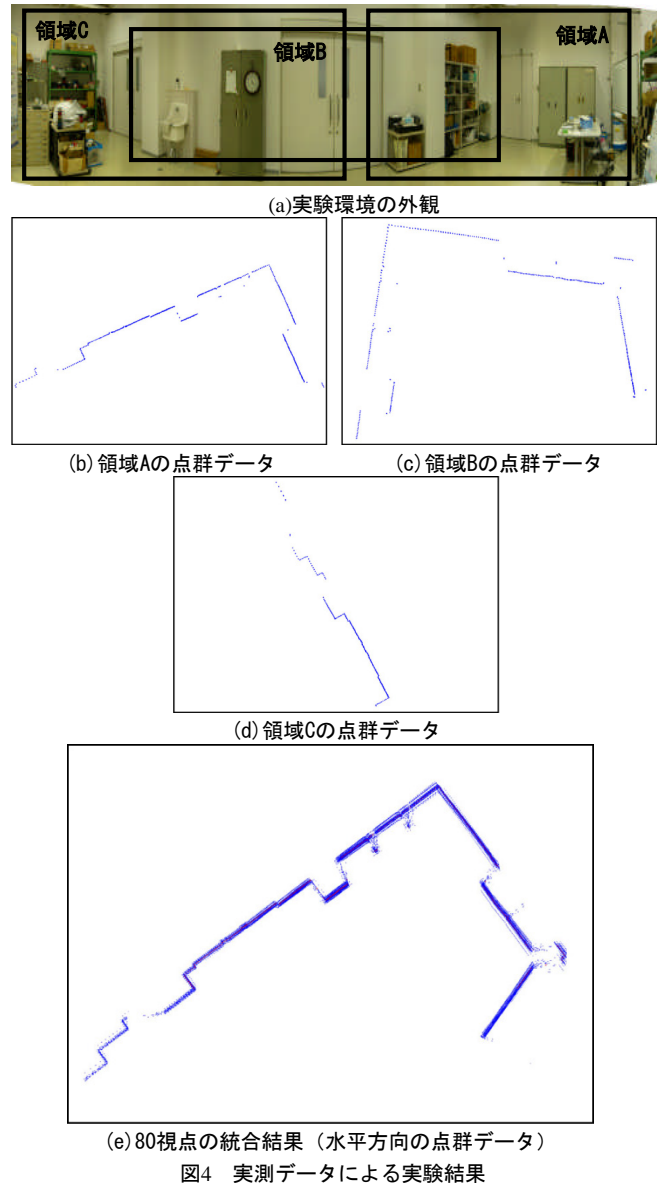 領域C
領域B
領域A
(a)実験環境の外観
(b)領域Aの点群データ
(c)領域Bの点群データ
(d)領域Cの点群データ
(e)80視点の統合結果（水平方向の点群データ）
図4　実測データによる実験結果